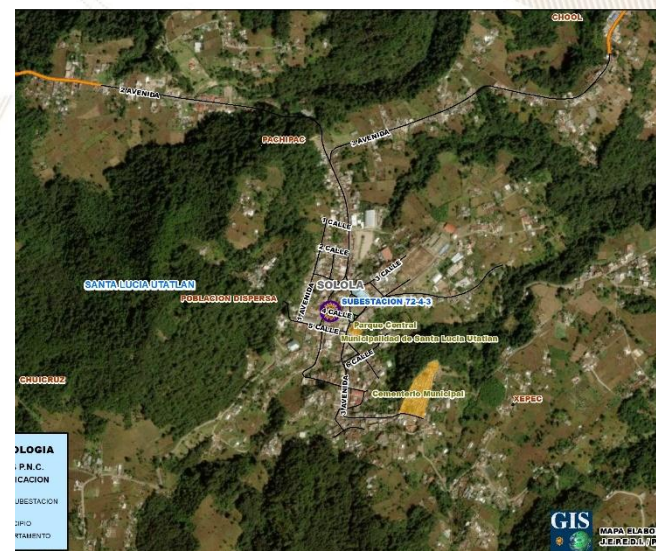 CHOOL
2 AVENIDA
3 AVENIDA
PACHIPAC
1 CALLE
2 CALLE
3 CALLE
SANTA LUCIA UTATLAN
SOLOLA
POBLACION DISPERSA
1 AVENIDA
SUBESTACION 72-4-3
4 CALLE
5 CALLE
Parque Central
Municipalidad de Santa Lucia Utatlan
6 CALLE
CHUICRUZ
3 AVENIDA
Cementerio Municipal
XEPEC
OLOGIA
P.N.C.
ICACION
UBESTACION
CIPIO
RTAMENTO
GIS
MAPA ELABO
J.E.P.E.D.I. / P